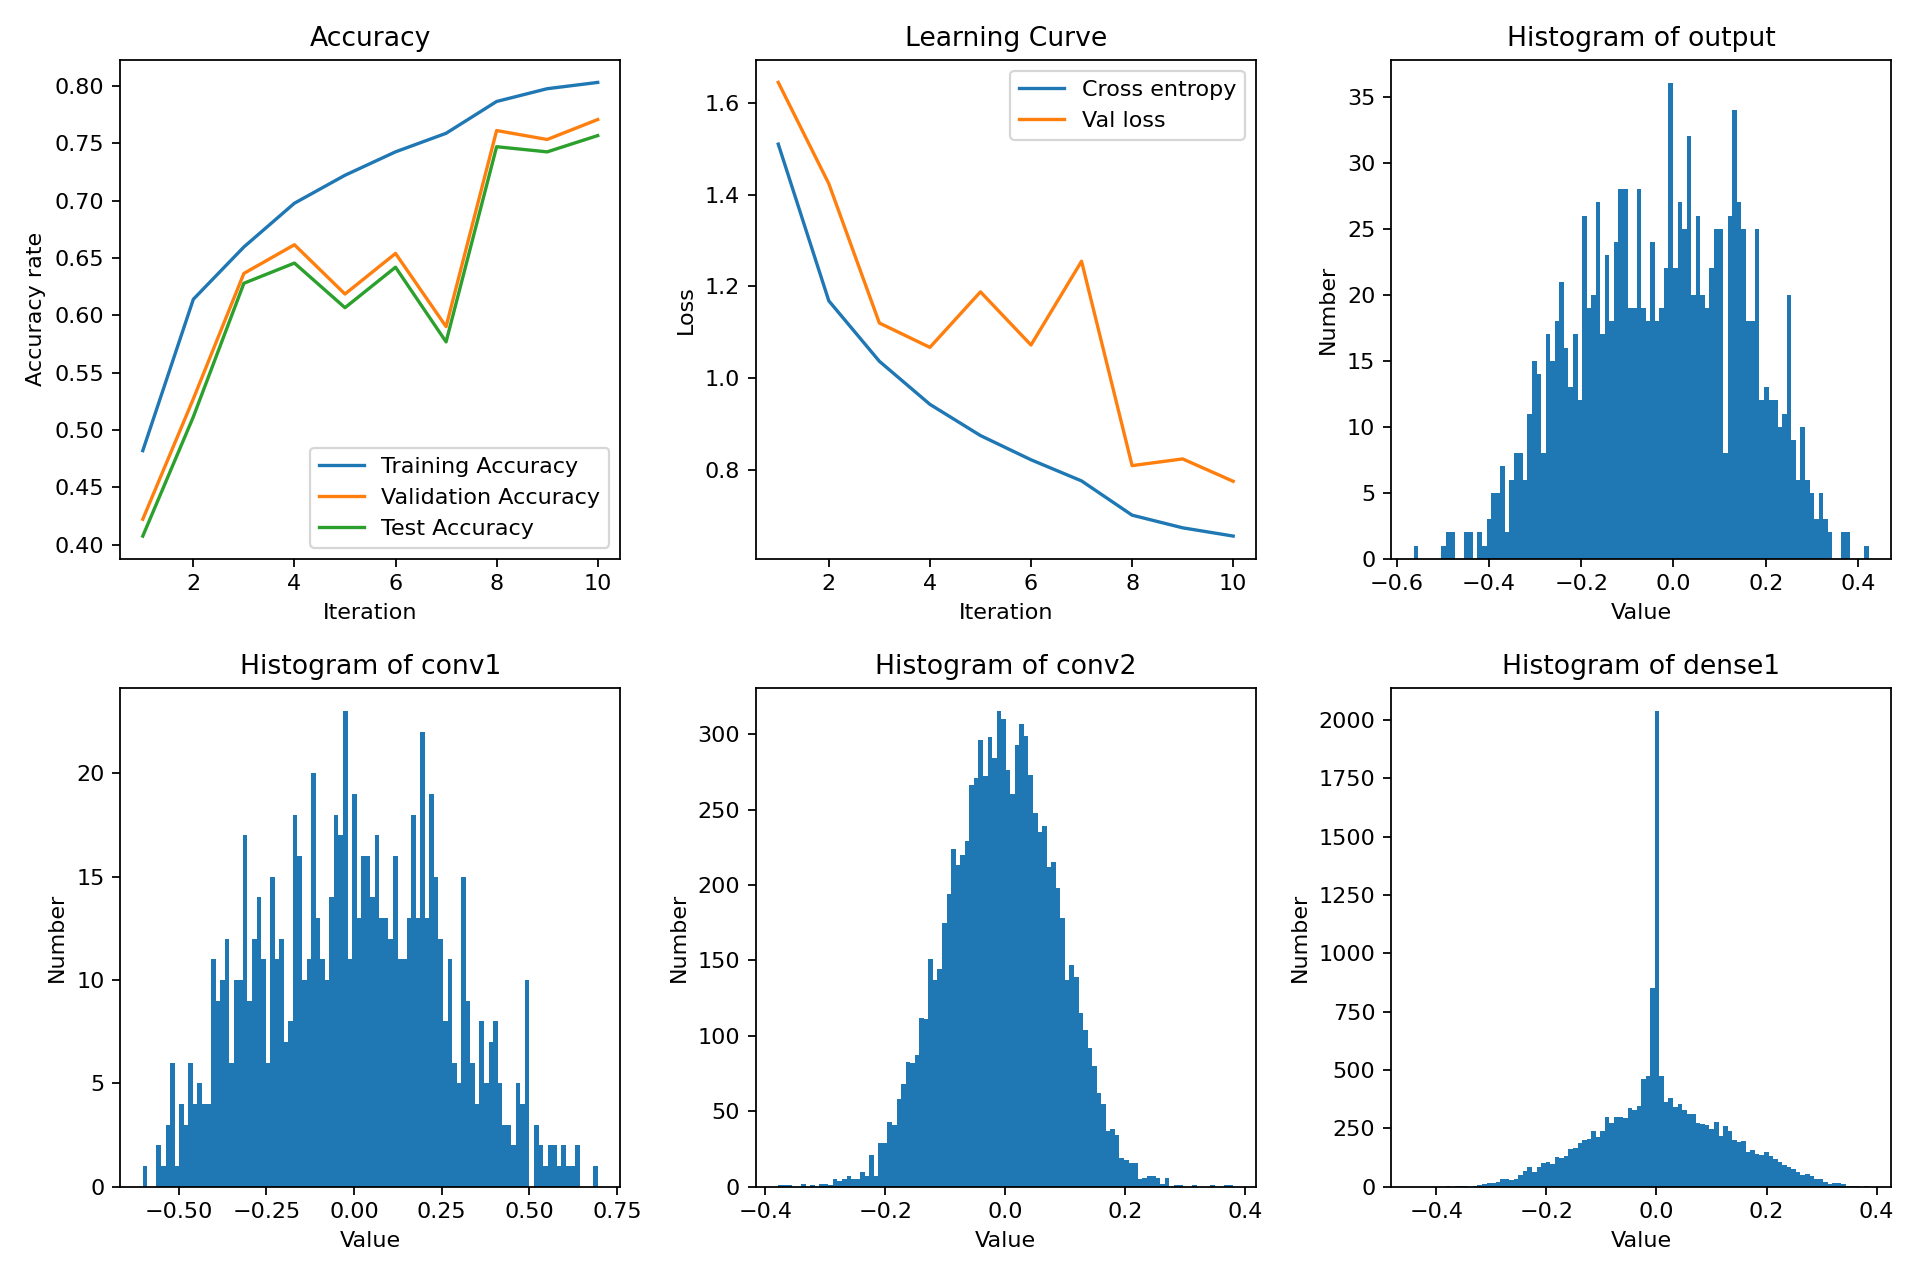 Accuracy
Accuracy rate
0.80
0.75
0.70
0.65
0.60
0.55
0.50
0.45
0.40
Training Accuracy
Validation Accuracy
Test Accuracy
2 4 6 8 10
Iteration
Learning Curve
Loss
1.6
1.4
1.2
1.0
0.8
Cross entropy
Val loss
2 4 6 8 10
Iteration
Histogram of output
Number
35
30
25
20
15
10
5
0
−0.6 −0.4 −0.2 0.0 0.2 0.4
Value
Histogram of conv1
Number
20
15
10
5
0
−0.50 −0.25 0.00 0.25 0.50 0.75
Value
Histogram of conv2
Number
300
250
200
150
100
50
0
−0.4 −0.2 0.0 0.2 0.4
Value
Histogram of dense1
Number
2000
1750
1500
1250
1000
750
500
250
0
−0.4 −0.2 0.0 0.2 0.4
Value